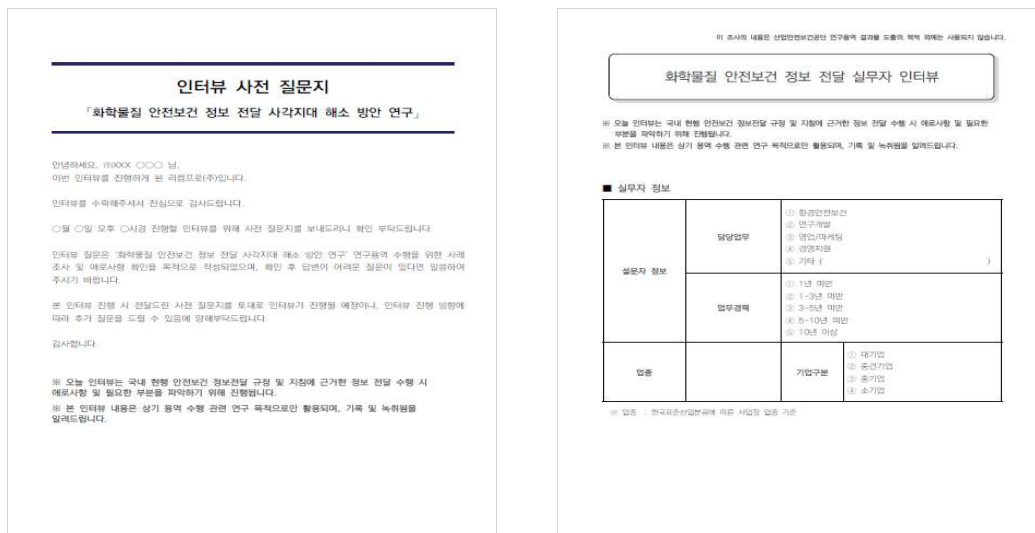 인터뷰 사전 질문지
「화학물질 안전보건 정보 전달 사각지대 해소 방안 연구」
안녕하세요, ㈜XXX ○○○ 님,
이번 인터뷰를 진행하게 된 리컴프로(주)입니다.
인터뷰를 수락해주셔서 진심으로 감사드립니다.
○월 ○일 오후 ○시경 진행할 인터뷰를 위해 사전 질문지를 보내드리니 확인 부탁드립니다.
인터뷰 질문은 '화학물질 안전보건 정보 전달 사각지대 해소 방안 연구' 연구용역 수행을 위한 사례
조사 및 애로사항 확인을 목적으로 작성되었으며, 확인 후 답변이 어려운 질문이 있다면 말씀하여
주시기 바랍니다.
본 인터뷰 진행 시 전달드린 사전 질문지를 토대로 인터뷰가 진행될 예정이나, 인터뷰 진행 방향에
따라 추가 질문을 드릴 수 있음에 양해부탁드립니다.
감사합니다.
※ 오늘 인터뷰는 국내 현행 안전보건 정보전달 규정 및 지침에 근거한 정보 전달 수행 시
애로사항 및 필요한 부분을 파악하기 위해 진행됩니다.
※ 본 인터뷰 내용은 상기 용역 수행 관련 연구 목적으로만 활용되며, 기록 및 녹취됨을
알려드립니다.
이 조사의 내용은 산업안전보건공단 연구용역 결과물 도출의 목적 외에는 사용되지 않습니다.
화학물질 안전보건 정보 전달 실무자 인터뷰
※ 오늘 인터뷰는 국내 현행 안전보건 정보전달 규정 및 지침에 근거한 정보 전달 수행 시 애로사항 및 필요한
부분을 파악하기 위해 진행됩니다.
※ 본 인터뷰 내용은 상기 용역 수행 관련 연구 목적으로만 활용되며, 기록 및 녹취됨을 알려드립니다.
■ 실무자 정보
설문자 정보
담당업무
① 환경안전보건
② 연구개발
③ 영업/마케팅
④ 경영지원
⑤ 기타 ( )
업무경력
① 1년 미만
② 1-3년 미만
③ 3-5년 미만
④ 5-10년 미만
⑤ 10년 이상
업종
기업구분
① 대기업
② 중견기업
③ 중기업
④ 소기업
※ 업종 : 한국표준산업분류에 따른 사업장 업종 기준